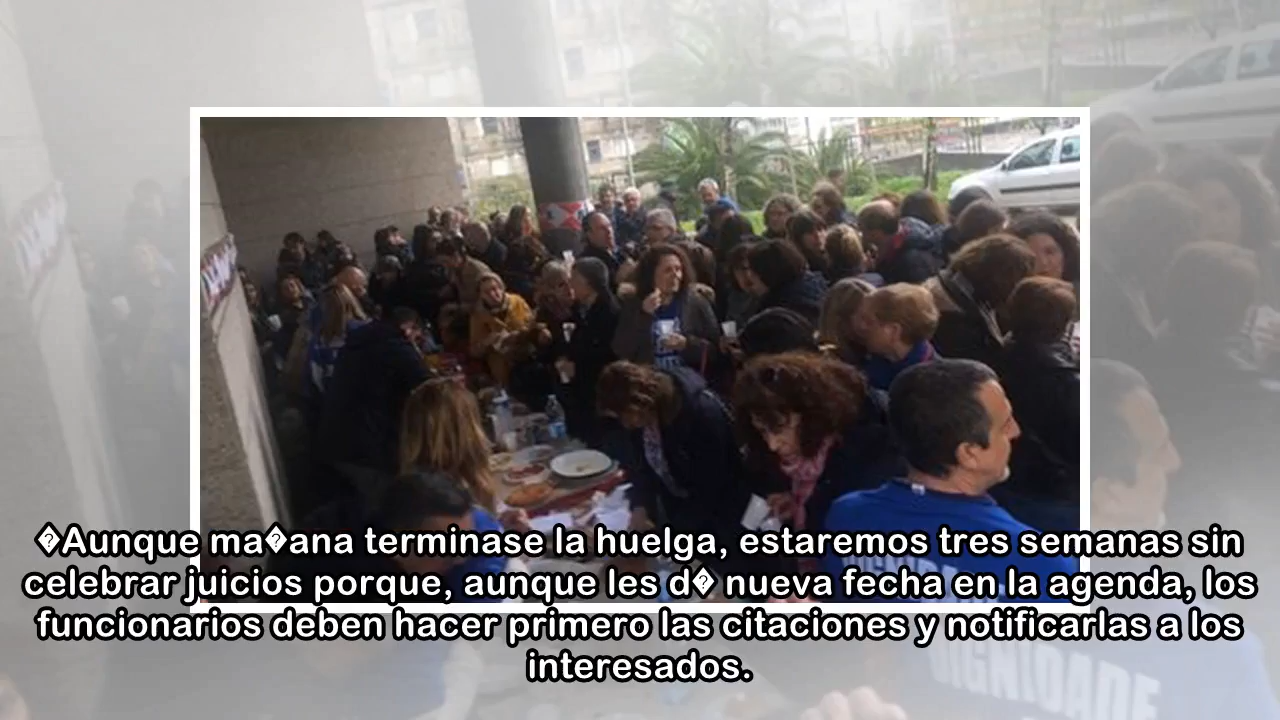 �Aunque ma�ana terminase la huelga, estaremos tres semanas sin
celebrar juicios porque, aunque les d� nueva fecha en la agenda, los
funcionarios deben hacer primero las citaciones y notificarlas a los
interesados.
DIGNIDADE